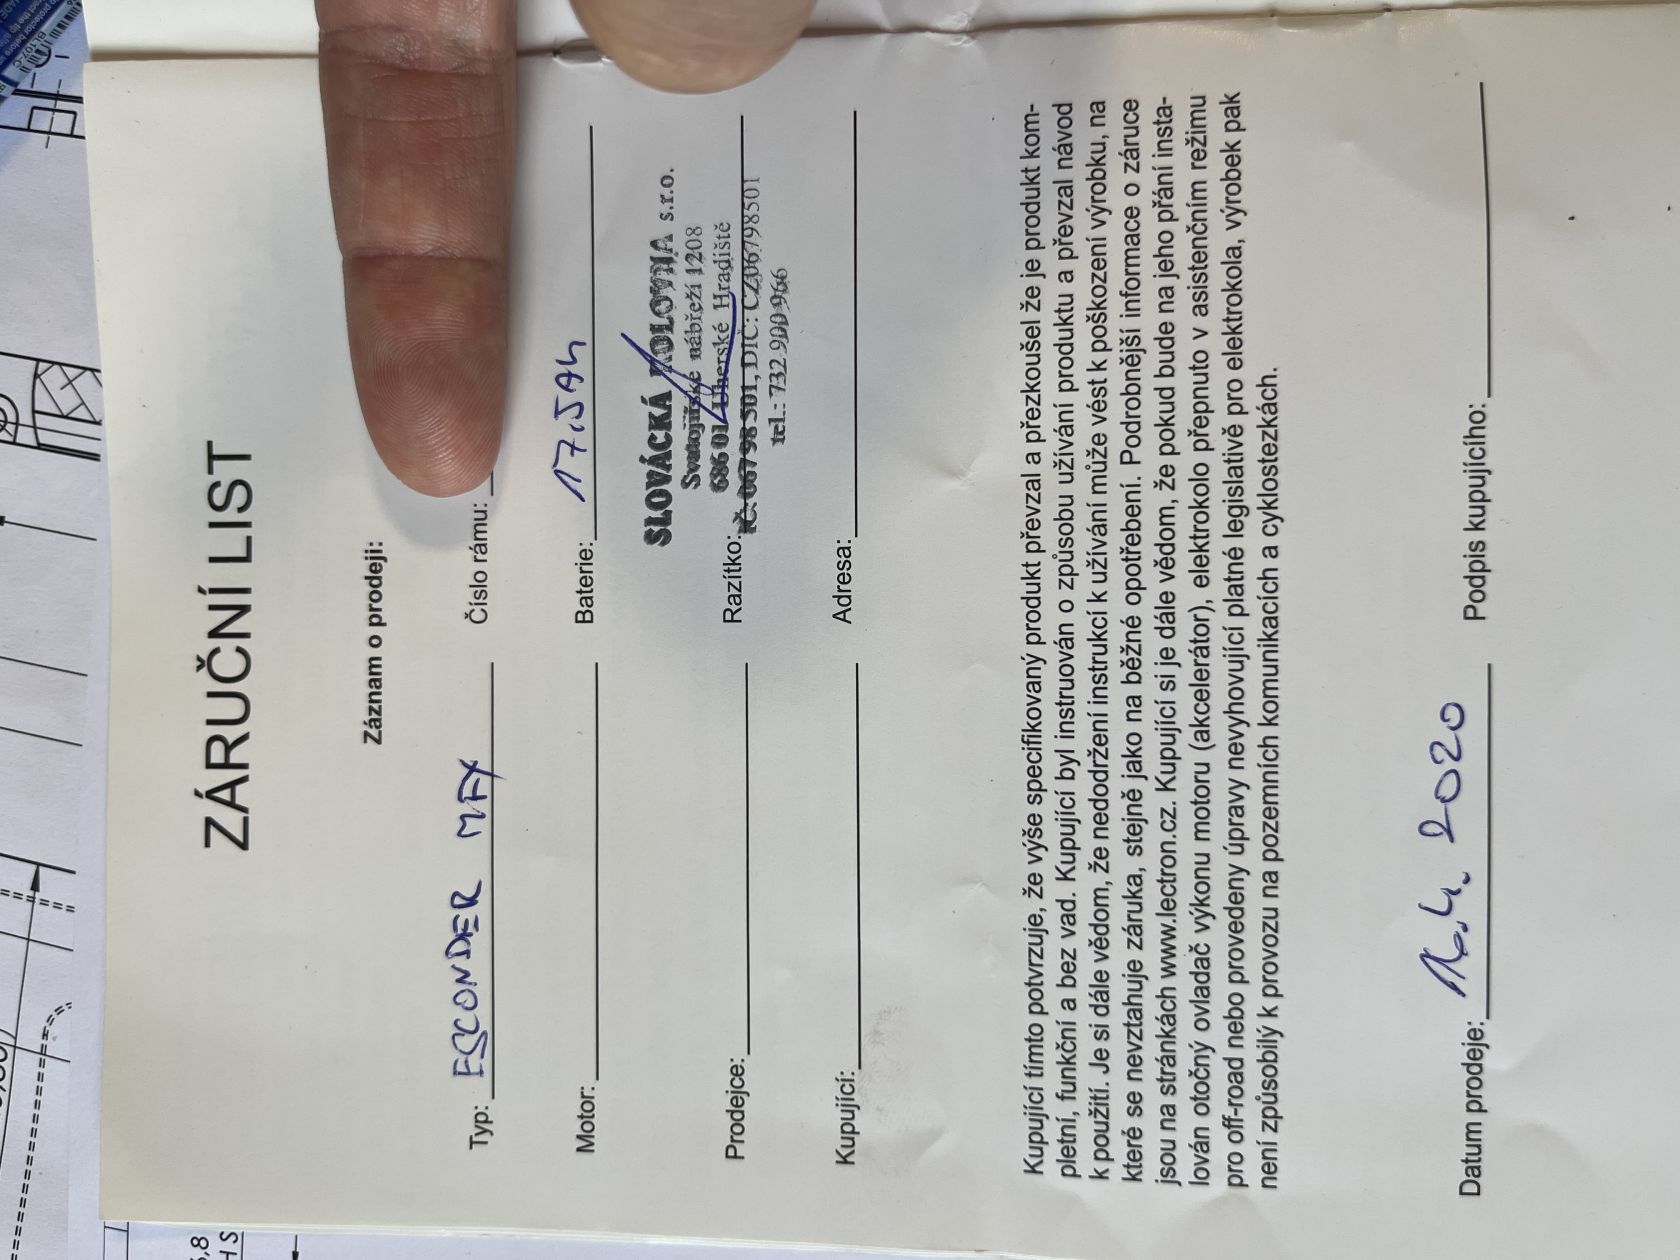 ZÁRUČNÍ LIST
Záznam o prodeji:
Typ: ESCONDER MFX Číslo rámu:
Motor: Baterie: 17,5Ah
SLOVÁCKÁ KOLOVNA s.r.o.
Svatojiřské nábřeží 1208
686 01 Uherské Hradiště
Prodejce: Razítko: IČ: 06798501, DIČ: CZ06798501
tel.: 732 900 966
Kupující: Adresa:
Kupující tímto potvrzuje, že výše specifikovaný produkt převzal a přezkoušel že je produkt kom-
pletní, funkční a bez vad. Kupující byl instruován o způsobu užívání produktu a převzal návod
k použití. Je si dále vědom, že nedodržení instrukcí k užívání může vést k poškození výrobku, na
které se nevztahuje záruka, stejně jako na běžné opotřebení. Podrobnější informace o záruce
jsou na stránkách www.lectron.cz. Kupující si je dále vědom, že pokud bude na jeho přání insta-
lován otočný ovladač výkonu motoru (akcelerátor), elektrokolo přepnuto v asistenčním režimu
pro off-road nebo provedeny úpravy nevyhovující platné legislativě pro elektrokola, výrobek pak
není způsobilý k provozu na pozemních komunikacích a cyklostezkách.
Datum prodeje: 16.4. 2020 Podpis kupujícího: